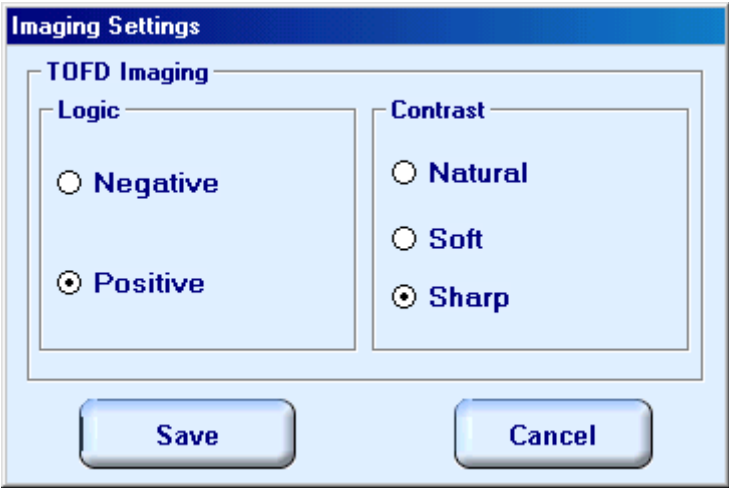 Imaging Settings
TOFD Imaging
Logic
Negative
Positive
Contrast
Natural
Soft
Sharp
Save
Cancel